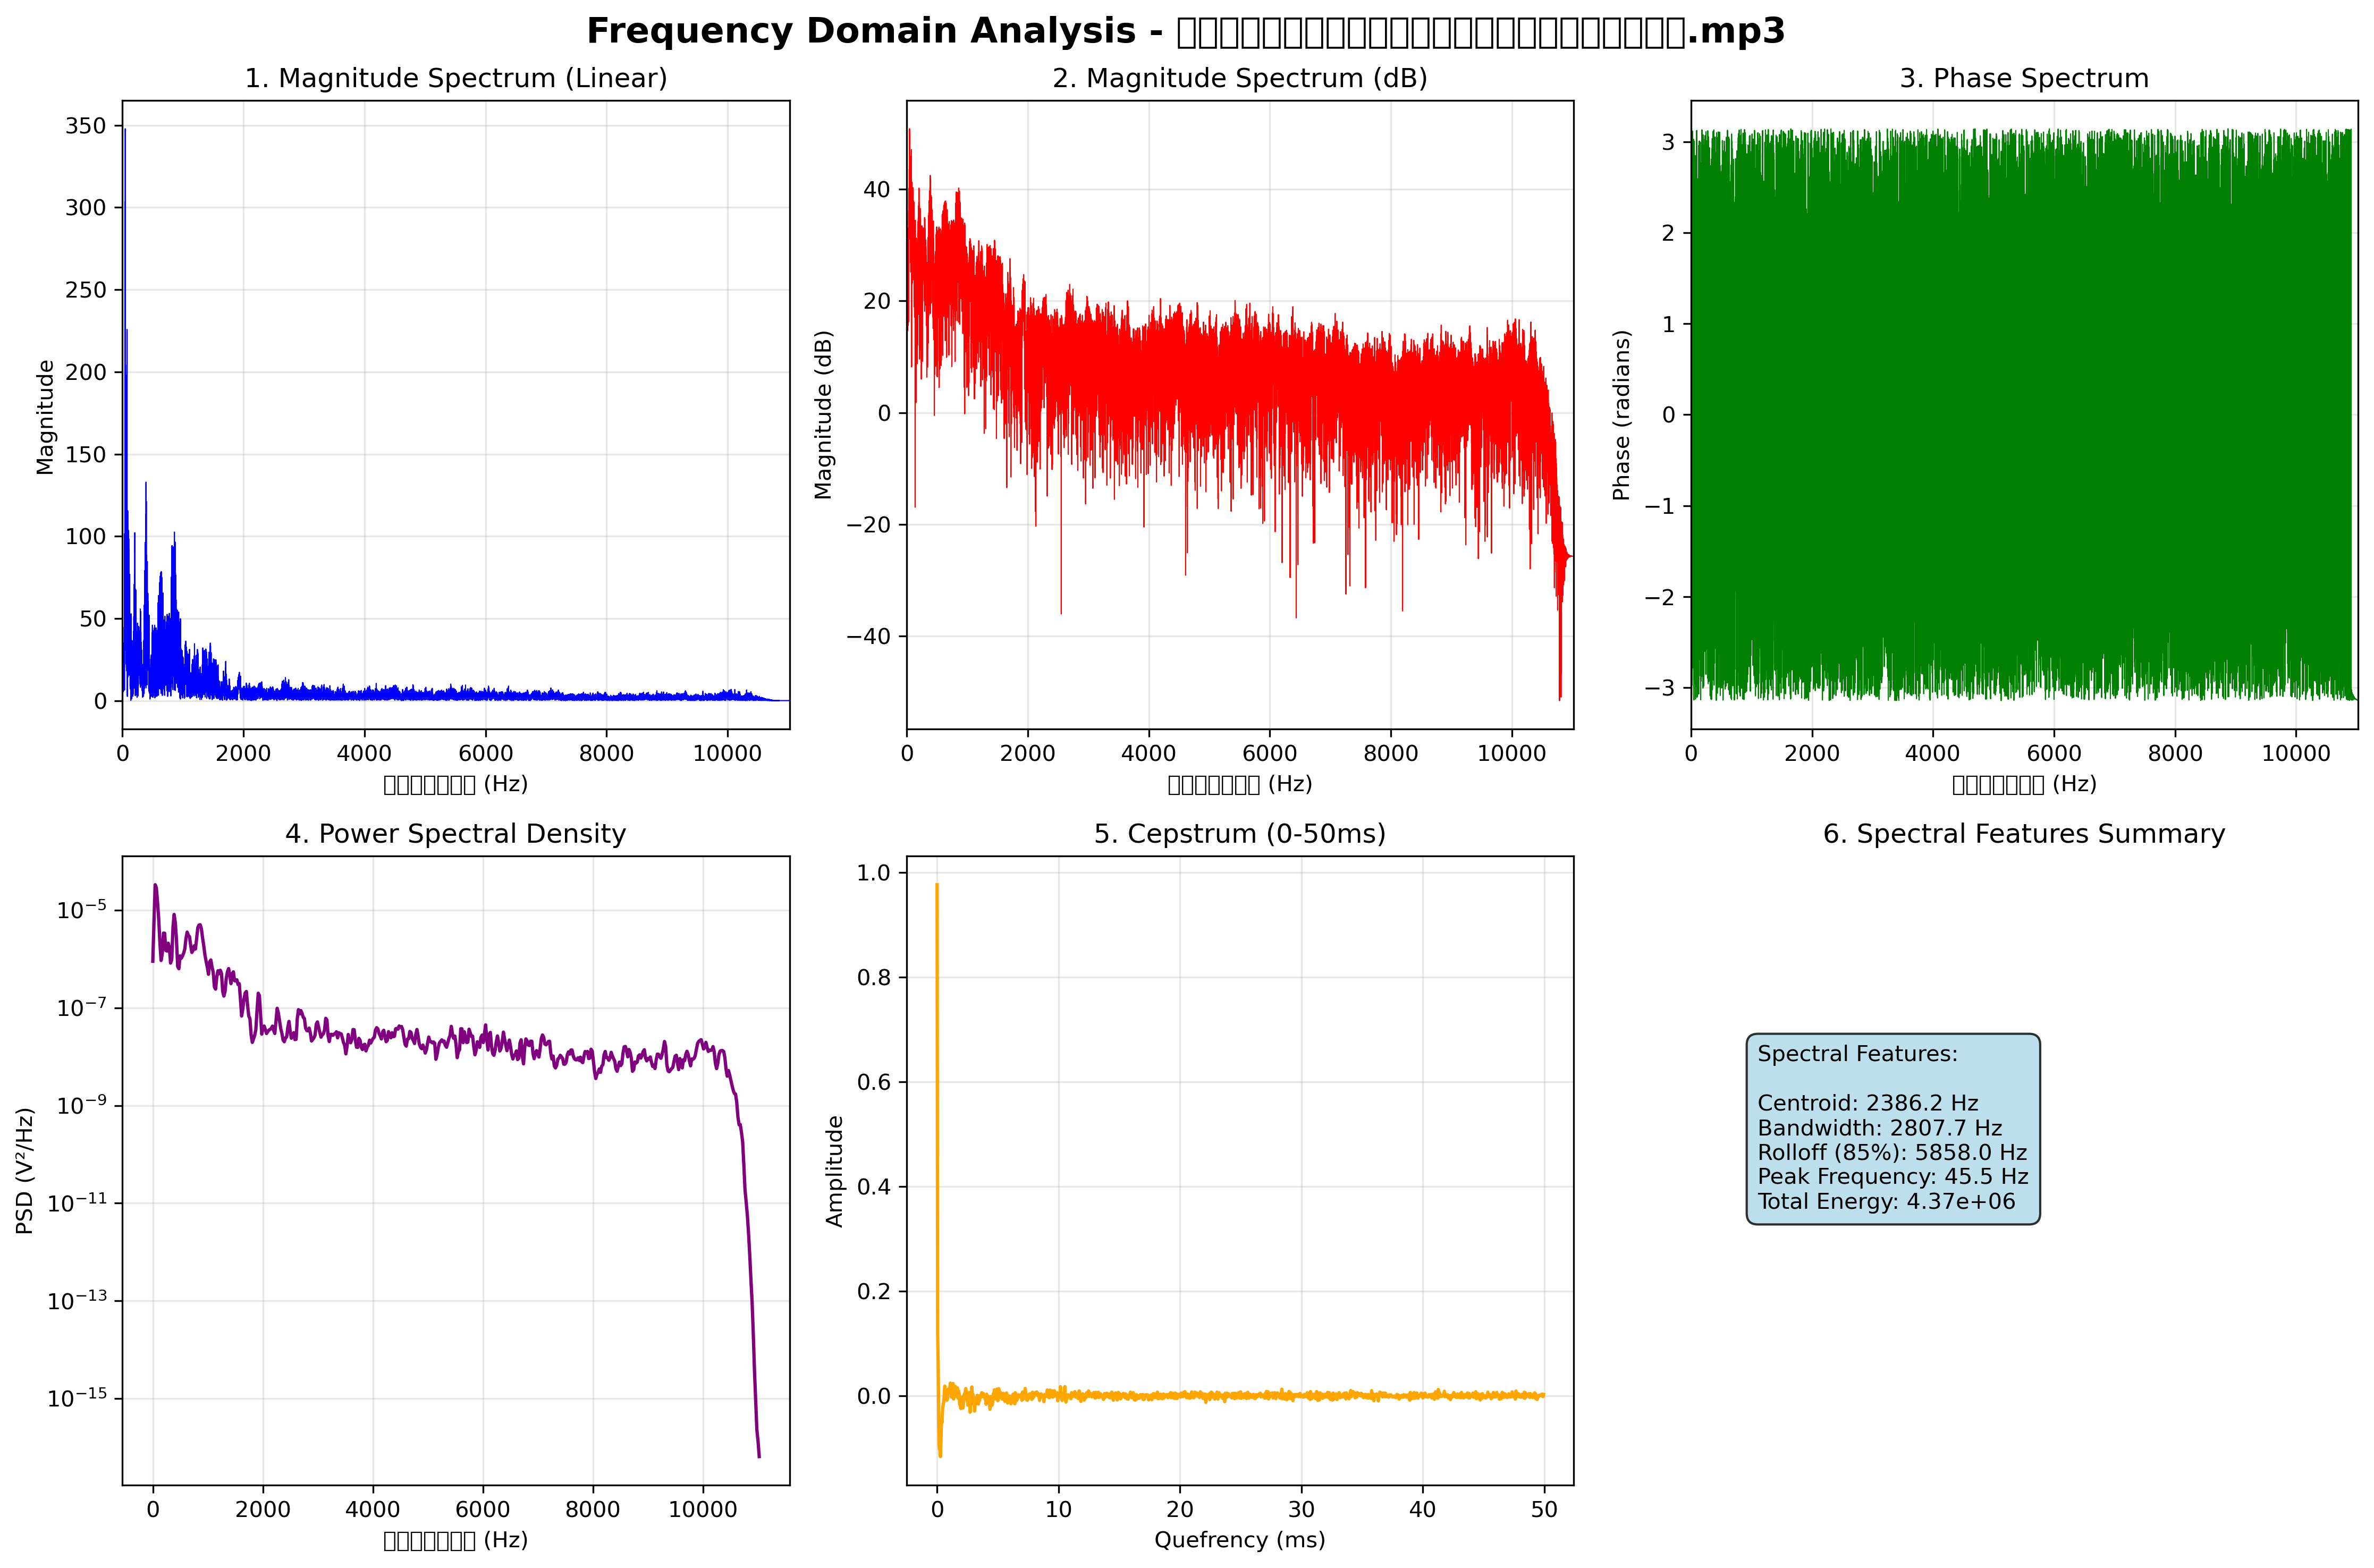 Frequency Domain Analysis - .mp3
1. Magnitude Spectrum (Linear)
350
300
250
200
150
100
50
0
Magnitude
0 2000 4000 6000 8000 10000
(Hz)
2. Magnitude Spectrum (dB)
40
20
0
−20
−40
Magnitude (dB)
0 2000 4000 6000 8000 10000
(Hz)
3. Phase Spectrum
3
2
1
0
−1
−2
−3
Phase (radians)
0 2000 4000 6000 8000 10000
(Hz)
4. Power Spectral Density
10⁻⁵
10⁻⁷
10⁻⁹
10⁻¹¹
10⁻¹³
10⁻¹⁵
PSD (V²/Hz)
0 2000 4000 6000 8000 10000
(Hz)
5. Cepstrum (0-50ms)
1.0
0.8
0.6
0.4
0.2
0.0
Amplitude
0 10 20 30 40 50
Quefrency (ms)
6. Spectral Features Summary
Spectral Features:
Centroid: 2386.2 Hz
Bandwidth: 2807.7 Hz
Rolloff (85%): 5858.0 Hz
Peak Frequency: 45.5 Hz
Total Energy: 4.37e+06